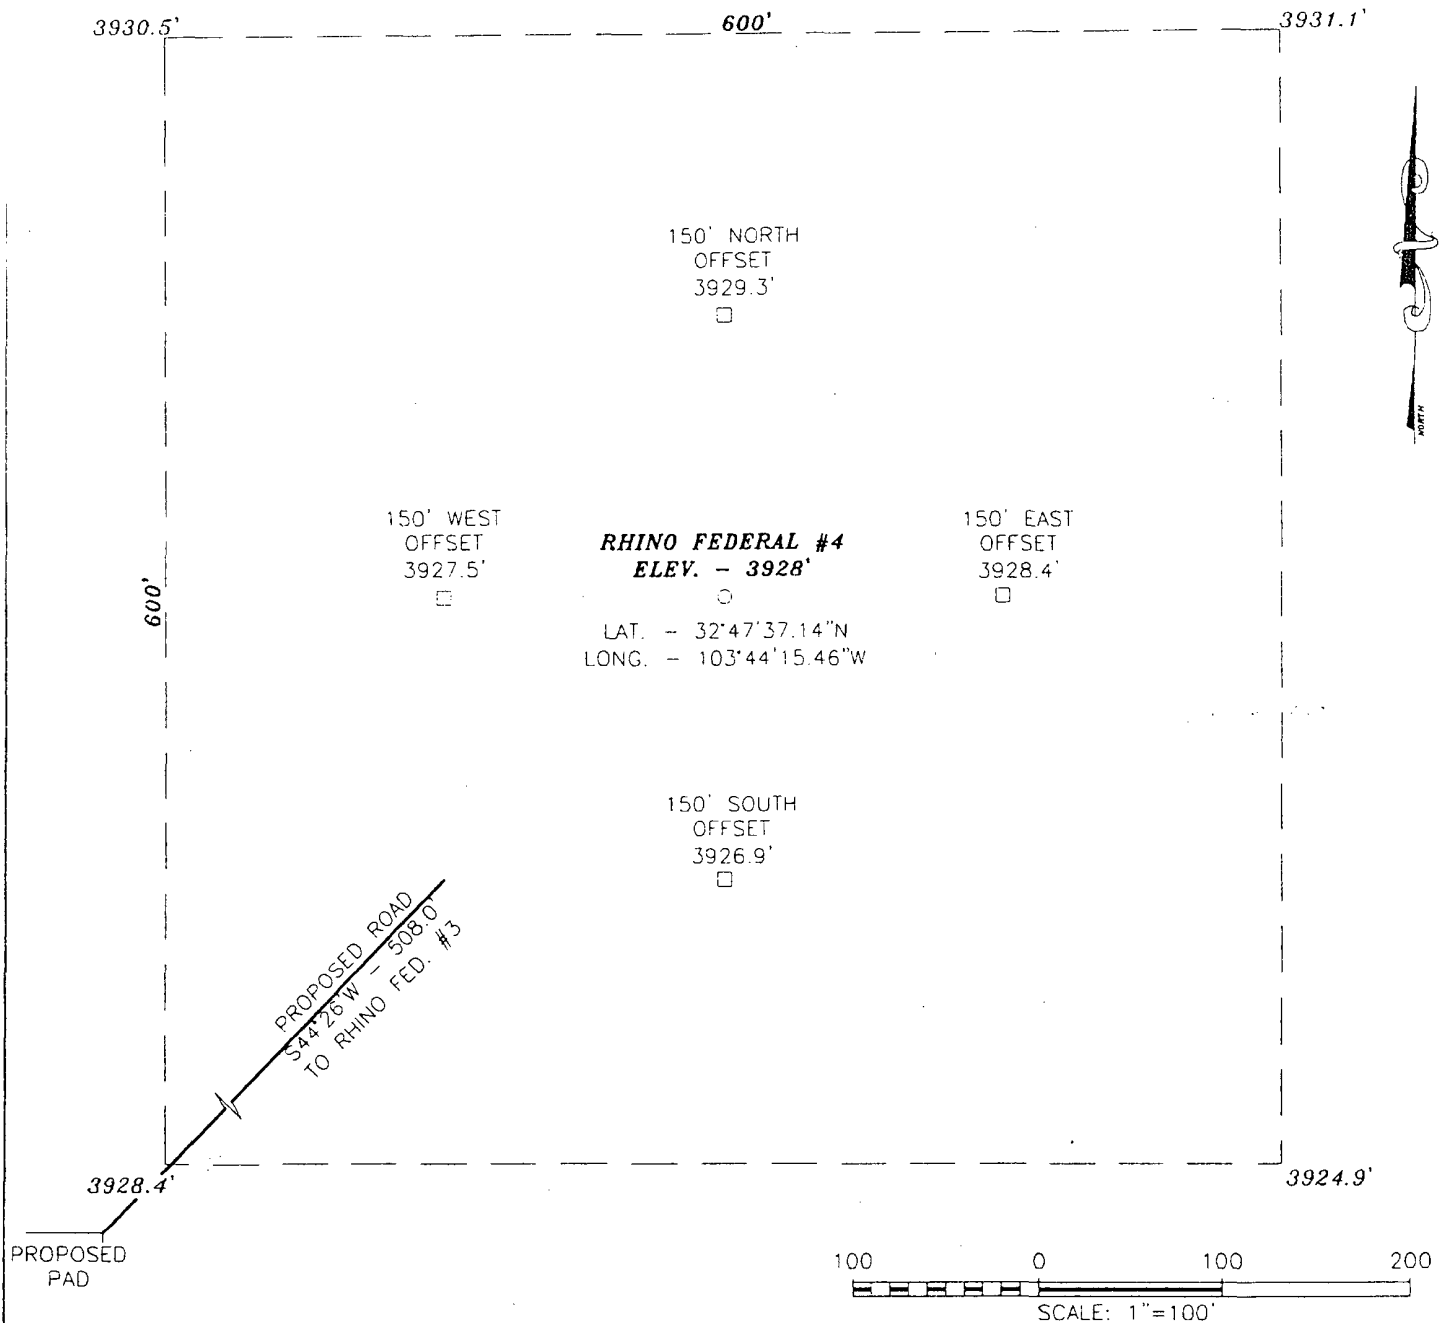 3930.5'
600'
3931.1'
NORTH
150' NORTH
OFFSET
3929.3'
150' WEST
OFFSET
3927.5'
RHINO FEDERAL #4
ELEV. - 3928'
LAT. - 32°47'37.14"N
LONG. - 103°44'15.46"W
150' EAST
OFFSET
3928.4'
600'
150' SOUTH
OFFSET
3926.9'
PROPOSED ROAD
S44°26'W - 508.0'
TO RHINO FED. #3
3928.4'
3924.9'
PROPOSED
PAD
100 0 100 200
SCALE: 1"=100'